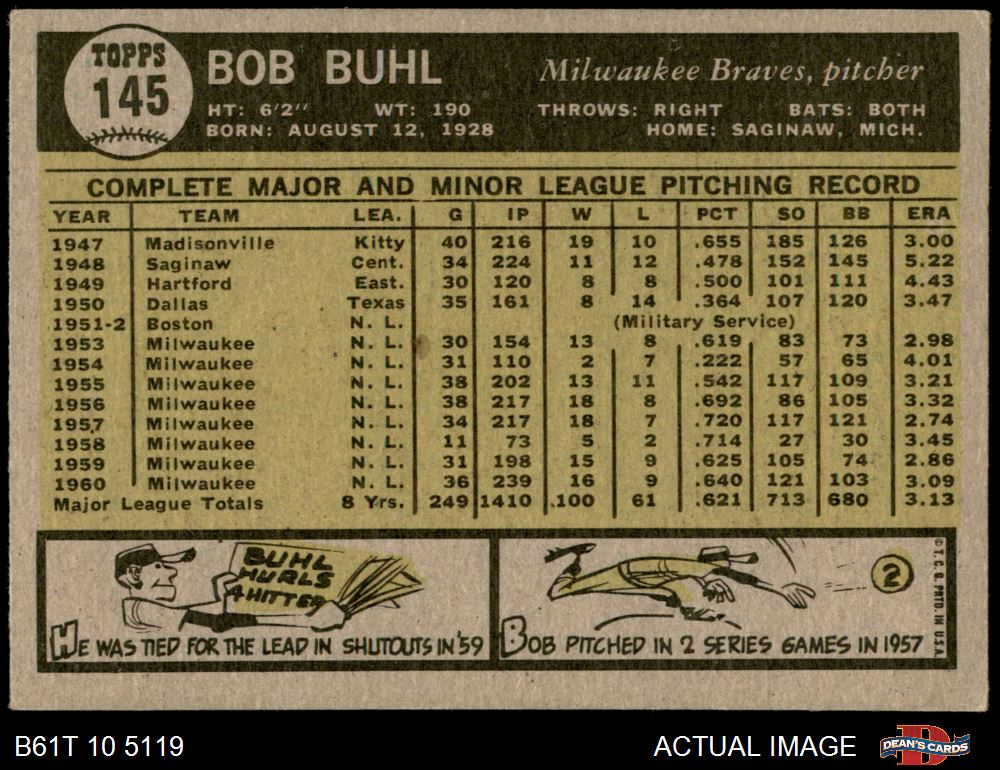 TOPPS
145
BOB BUHL
Milwaukee Braves, pitcher
HT: 6'2" WT: 190 THROWS: RIGHT BATS: BOTH
BORN: AUGUST 12, 1928 HOME: SAGINAW, MICH.
COMPLETE MAJOR AND MINOR LEAGUE PITCHING RECORD
YEAR TEAM LEA. G IP W L PCT SO BB ERA
1947 Madisonville Kitty 40 216 19 10 .655 185 126 3.00
1948 Saginaw Cent. 34 224 11 12 .478 152 145 5.22
1949 Hartford East. 30 120 8 8 .500 101 111 4.43
1950 Dallas Texas 35 161 8 14 .364 107 120 3.47
1951-2 Boston N. L. (Military Service)
1953 Milwaukee N. L. 30 154 13 8 .619 83 73 2.98
1954 Milwaukee N. L. 31 110 2 7 .222 57 65 4.01
1955 Milwaukee N. L. 38 202 13 11 .542 117 109 3.21
1956 Milwaukee N. L. 38 217 18 8 .692 86 105 3.32
1957 Milwaukee N. L. 34 217 18 7 .720 117 121 2.74
1958 Milwaukee N. L. 11 73 5 2 .714 27 30 3.45
1959 Milwaukee N. L. 31 198 15 9 .625 105 74 2.86
1960 Milwaukee N. L. 36 239 16 9 .640 121 103 3.09
Major League Totals 8 Yrs. 249 1410 .100 61 .621 713 680 3.13
BUHL
HURLS
4 HITTER
HE WAS TIED FOR THE LEAD IN SHUTOUTS IN '59
2
BOB PITCHED IN 2 SERIES GAMES IN 1957
© T. C. G. PRTD. IN U.S.A.
B61T 10 5119
ACTUAL IMAGE
D
DEAN'S CARDS